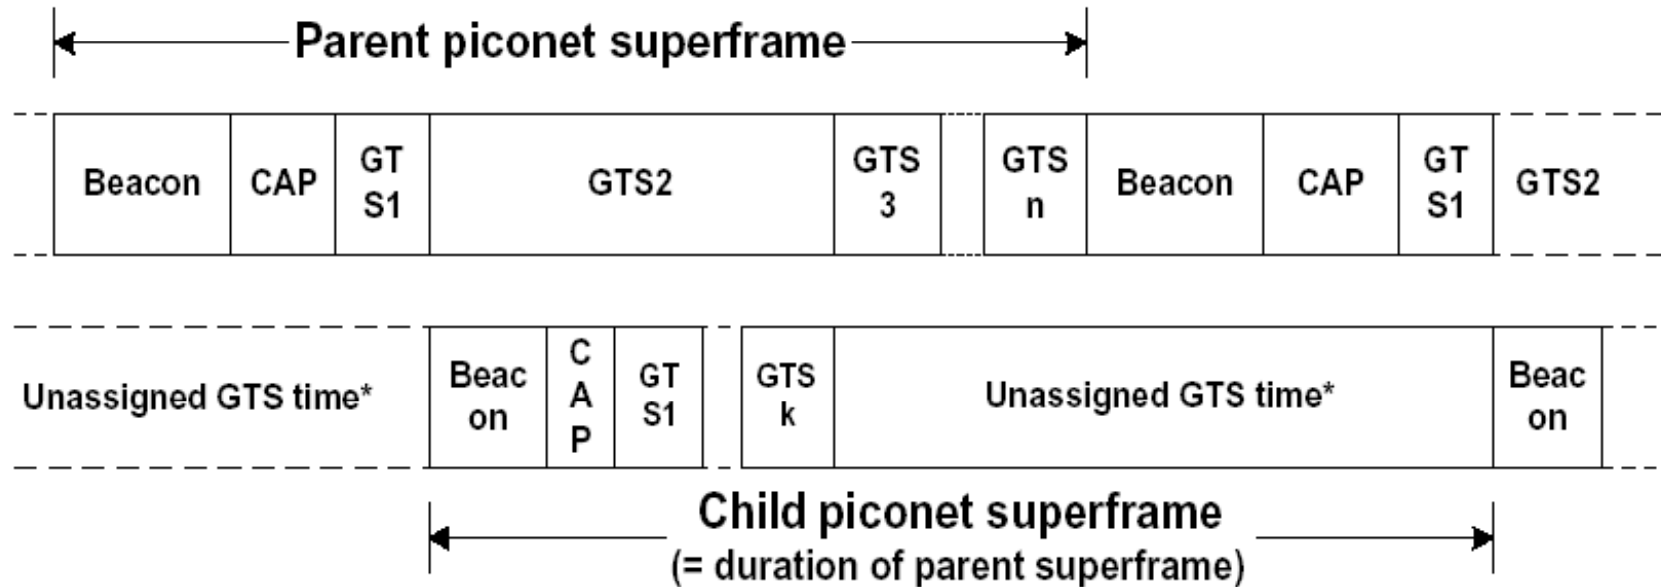 Parent piconet superframe
Beacon CAP GT GTS2 GTS GTS Beacon CAP GT GTS2
S1 3 n S1
Unassigned GTS time* Beac C GT GTS Unassigned GTS time* Beac
on A S1 k on
P
Child piconet superframe
(= duration of parent superframe)